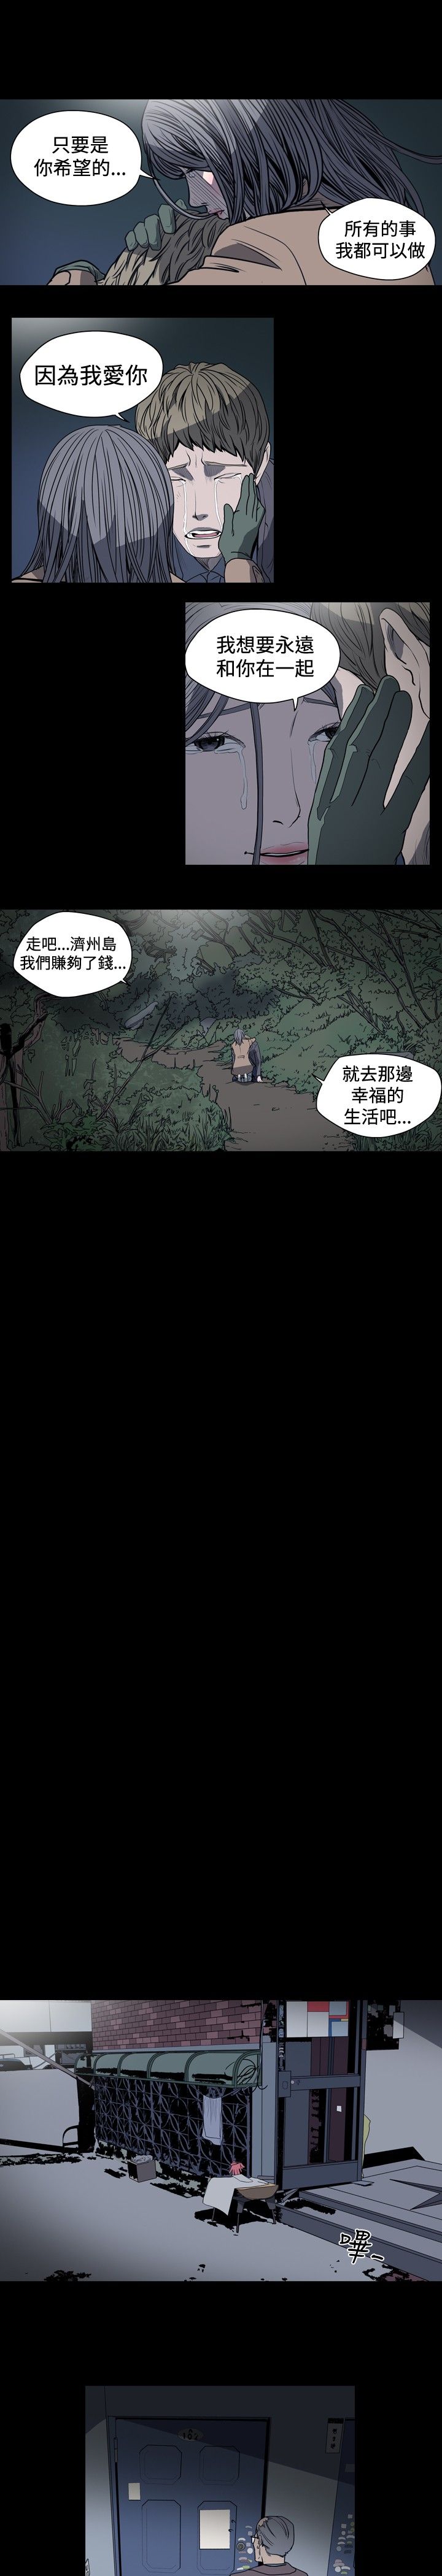 只要是
你希望的...
所有的事
我都可以做
因為我愛你
我想要永遠
和你在一起
走吧...濟州島
我們賺夠了錢...
就去那邊
幸福的
生活吧...
嗶-
102